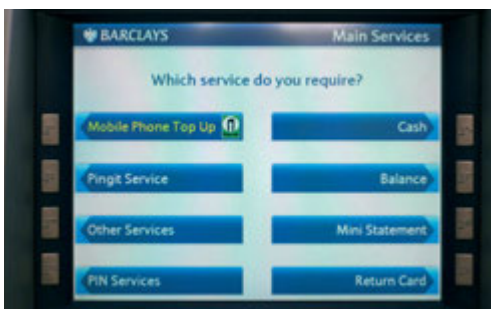 BARCLAYS Main Services
Which service do you require?
Mobile Phone Top Up Cash
Pingit Service Balance
Other Services Mini Statement
PIN Services Return Card